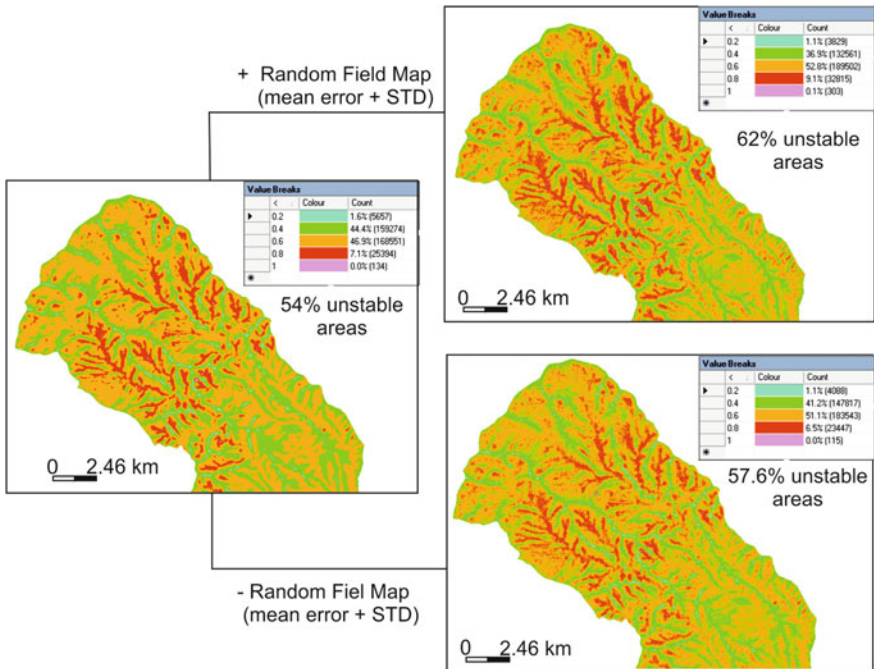 + Random Field Map
(mean error + STD)
Value Breaks
< Colour Count
0.2 1.1% (3829)
0.4 36.9% (132561)
0.6 52.8% (189502)
0.8 9.1% (32815)
1 0.1% (303)
62% unstable
areas
0 2.46 km
Value Breaks
< Colour Count
0.2 1.6% (5657)
0.4 44.4% (159274)
0.6 46.9% (168551)
0.8 7.1% (25394)
1 0.0% (134)
54% unstable
areas
0 2.46 km
Value Breaks
< Colour Count
0.2 1.1% (4088)
0.4 41.2% (147817)
0.6 51.1% (183543)
0.8 6.5% (23447)
1 0.0% (115)
57.6% unstable
areas
0 2.46 km
- Random Fiel Map
(mean error + STD)